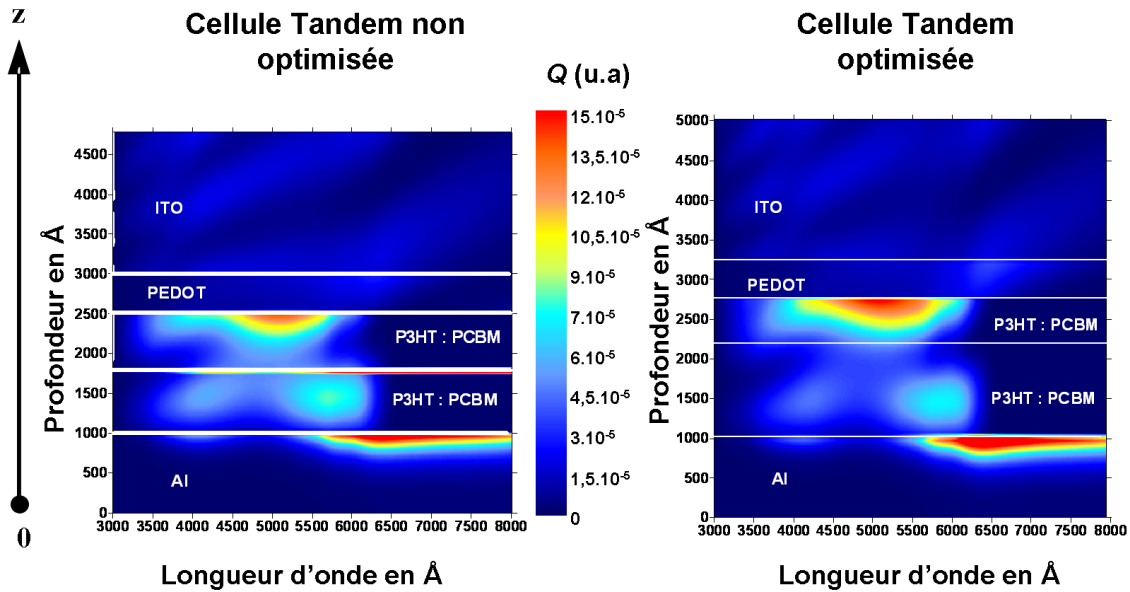 z
0
Cellule Tandem non
optimisée
Profondeur en Å
4500
4000
3500
3000
2500
2000
1500
1000
500
0
ITO
PEDOT
P3HT : PCBM
P3HT : PCBM
Al
3000 3500 4000 4500 5000 5500 6000 6500 7000 7500 8000
Longueur d'onde en Å
Q (u.a)
15.10-5
13,5.10-5
12.10-5
10,5.10-5
9.10-5
7.10-5
6.10-5
4,5.10-5
3.10-5
1,5.10-5
0
Cellule Tandem
optimisée
Profondeur en Å
5000
4500
4000
3500
3000
2500
2000
1500
1000
500
0
ITO
PEDOT
P3HT : PCBM
P3HT : PCBM
Al
3000 3500 4000 4500 5000 5500 6000 6500 7000 7500 8000
Longueur d'onde en Å